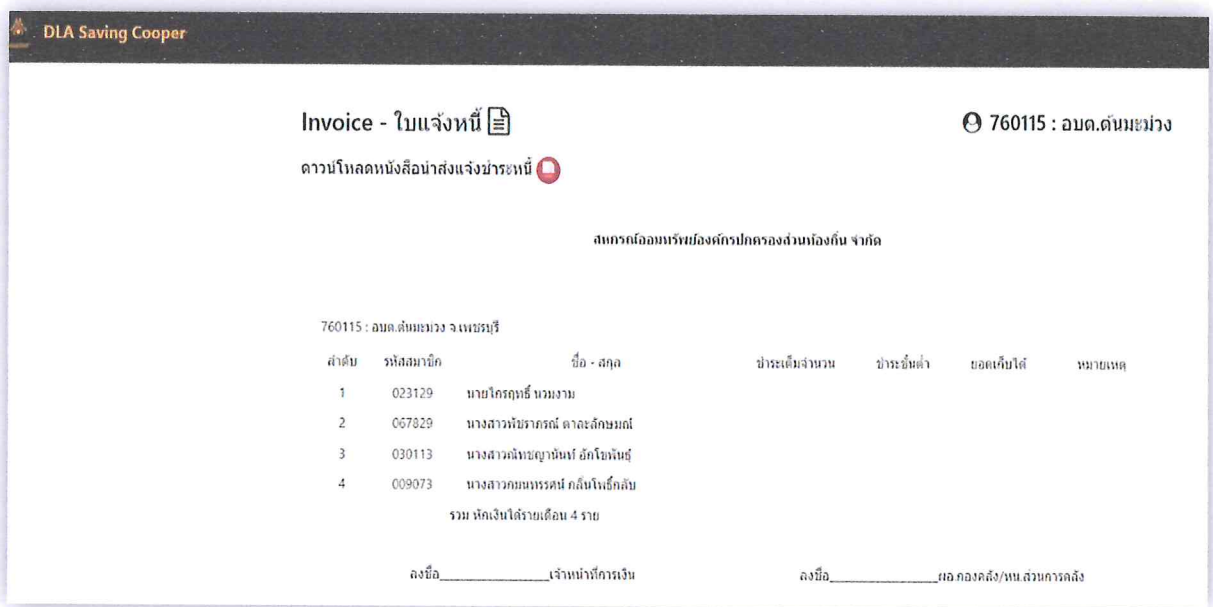 DLA Saving Cooper
Invoice - ใบแจ้งหนี้
760115 : อบต.ต้นมะม่วง
ดาวน์โหลดหนังสือนำส่งแจ้งชำระหนี้
สหกรณ์ออมทรัพย์องค์กรปกครองส่วนท้องถิ่น จำกัด
760115 : อบต.ต้นมะม่วง จ.เพชรบุรี
ลำดับ รหัสสมาชิก ชื่อ - สกุล ชำระเต็มจำนวน ชำระขั้นต่ำ ยอดเก็บได้ หมายเหตุ
1 023129 นายไกรฤทธิ์ นวมงาม
2 067829 นางสาวพัชราภรณ์ ตาละลักษมณ์
3 030113 นางสาวณัทชญานันท์ อักโขพันธุ์
4 009073 นางสาวกมนทรรศน์ กลิ่นโพธิ์กลับ
รวม หักเงินได้รายเดือน 4 ราย
ลงชื่อ__________________เจ้าหน้าที่การเงิน
ลงชื่อ__________________ผอ.กองคลัง/หน.ส่วนการคลัง